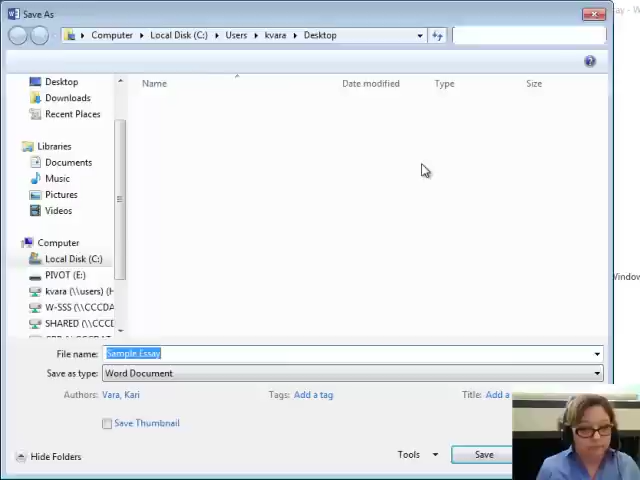 Save As
Computer Local Disk (C:) Users kvara Desktop
Name Date modified Type Size
Desktop
Downloads
Recent Places
Libraries
Documents
Music
Pictures
Videos
Computer
Local Disk (C:)
PIVOT (E:)
kvara (\\users) (H
W-SSS (\\CCCDA
SHARED (\\CCCD
File name: Sample Essay
Save as type: Word Document
Authors: Vara, Kari Tags: Add a tag Title: Add a
Save Thumbnail
Hide Folders Tools Save